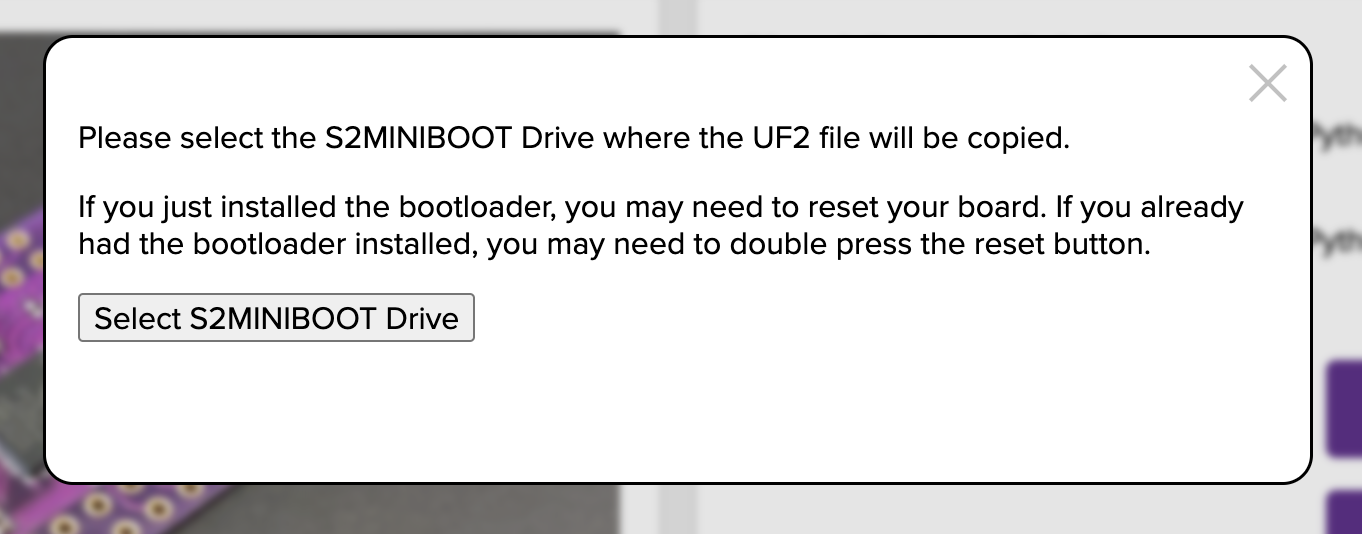 Please select the S2MINIBOOT Drive where the UF2 file will be copied.
If you just installed the bootloader, you may need to reset your board. If you already
had the bootloader installed, you may need to double press the reset button.
Select S2MINIBOOT Drive